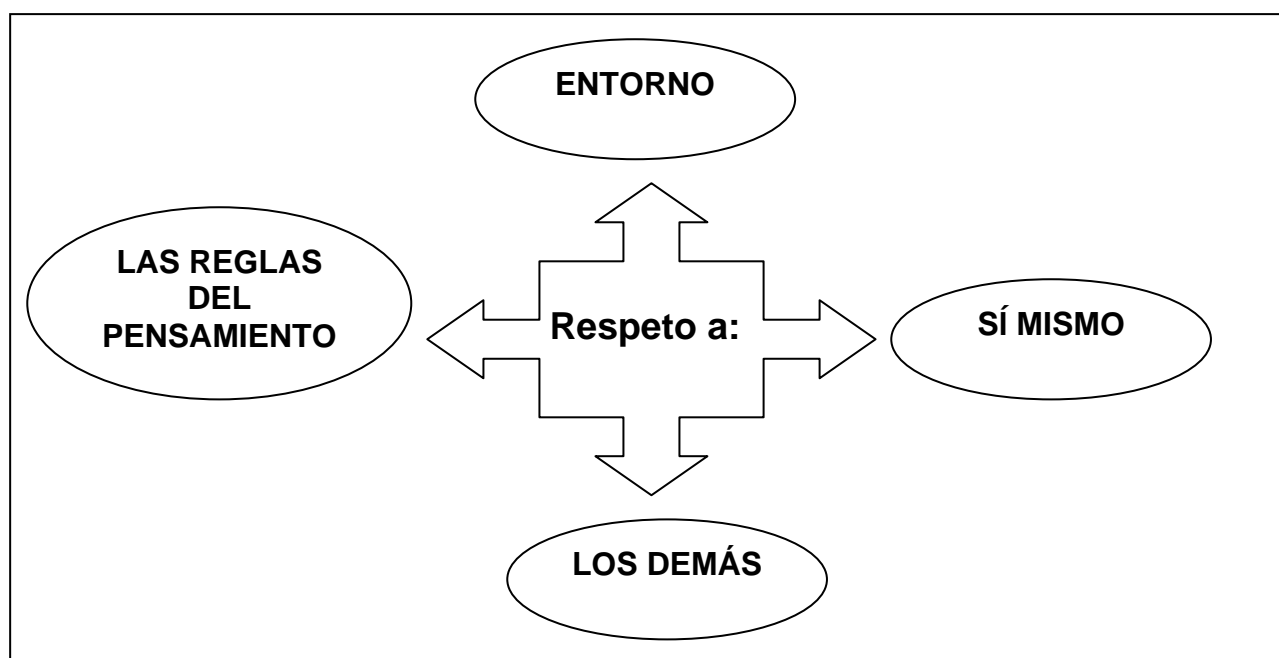 ENTORNO
LAS REGLAS
DEL
PENSAMIENTO
Respeto a:
SÍ MISMO
LOS DEMÁS